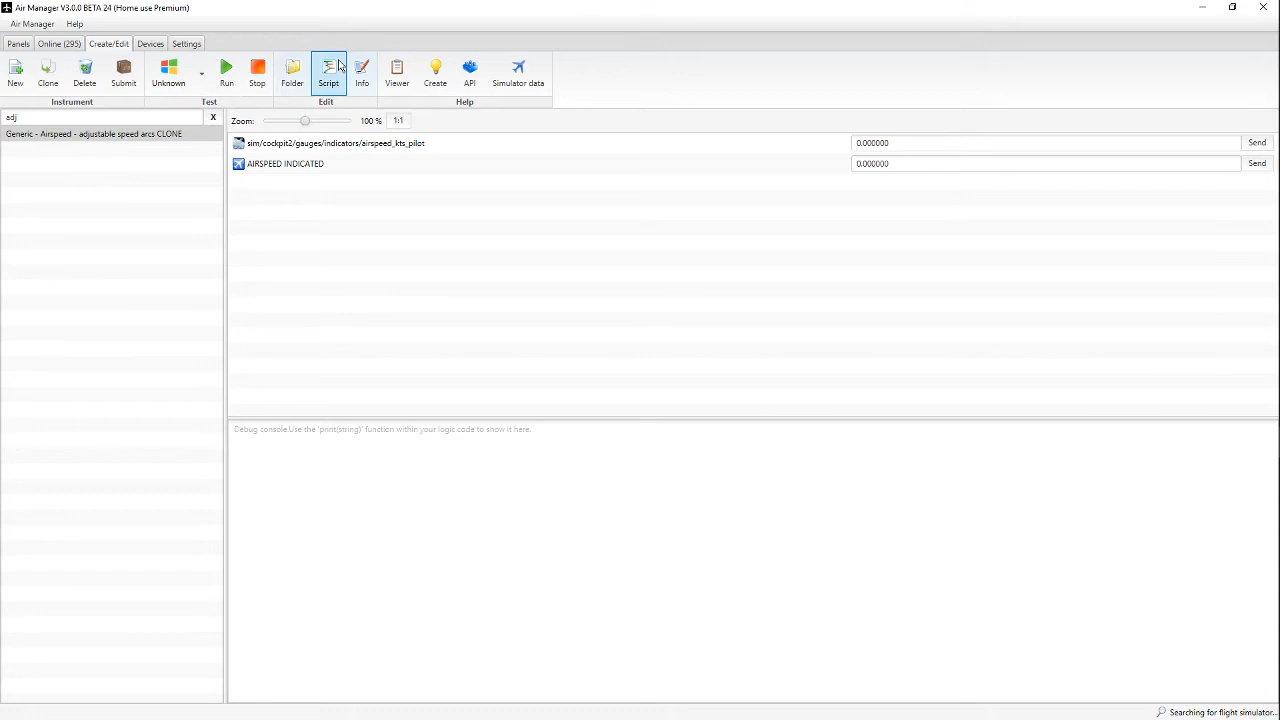 Air Manager V3.0.0 BETA 24 (Home use Premium)
Air Manager Help
Panels Online (295) Create/Edit Devices Settings
New Clone Delete Submit Unknown Run Stop Folder Script Info Viewer Create API Simulator data
Instrument Test Edit Help
adj X Zoom: 100 % 1:1
Generic - Airspeed - adjustable speed arcs CLONE
sim/cockpit2/gauges/indicators/airspeed_kts_pilot 0.000000 Send
AIRSPEED INDICATED 0.000000 Send
Debug console.Use the 'print(string)' function within your logic code to show it here.
Searching for flight simulator...